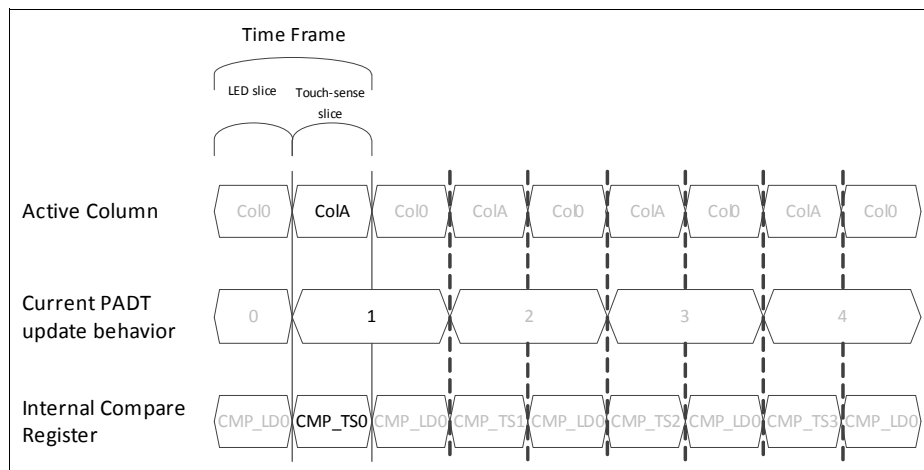 Time Frame
LED slice
Touch-sense
slice
Active Column
Col0 ColA Col0 ColA Col0 ColA Col0 ColA Col0
Current PADT
update behavior
0 1 2 3 4
Internal Compare
Register
CMP_LD0 CMP_TS0 CMP_LD0 CMP_TS1 CMP_LD0 CMP_TS2 CMP_LD0 CMP_TS3 CMP_LD0